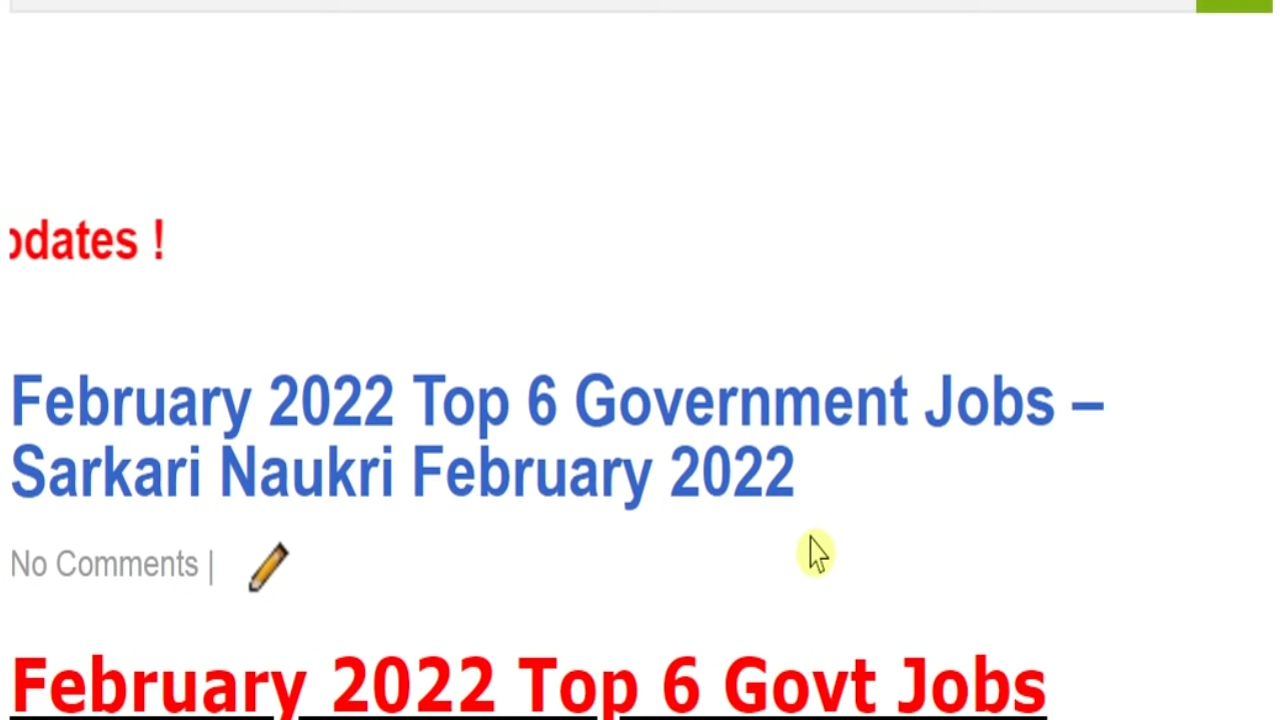 odates !
February 2022 Top 6 Government Jobs –
Sarkari Naukri February 2022
No Comments |
February 2022 Top 6 Govt Jobs